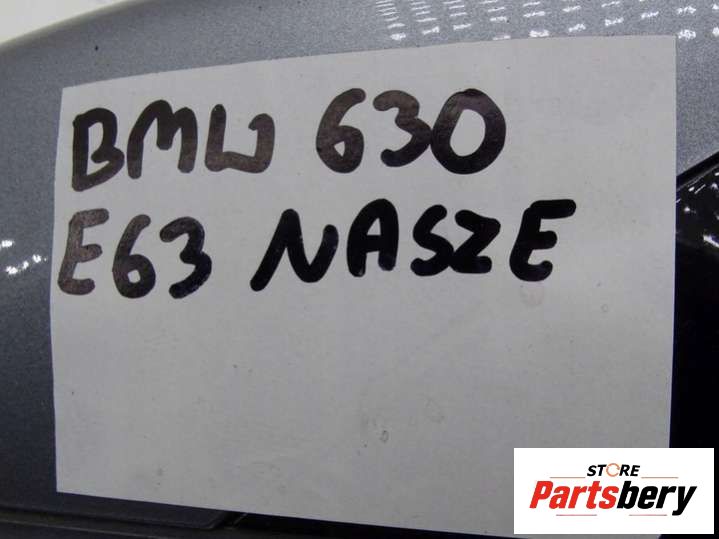 BMW 630
E63 NASZE
STORE
Partsbery